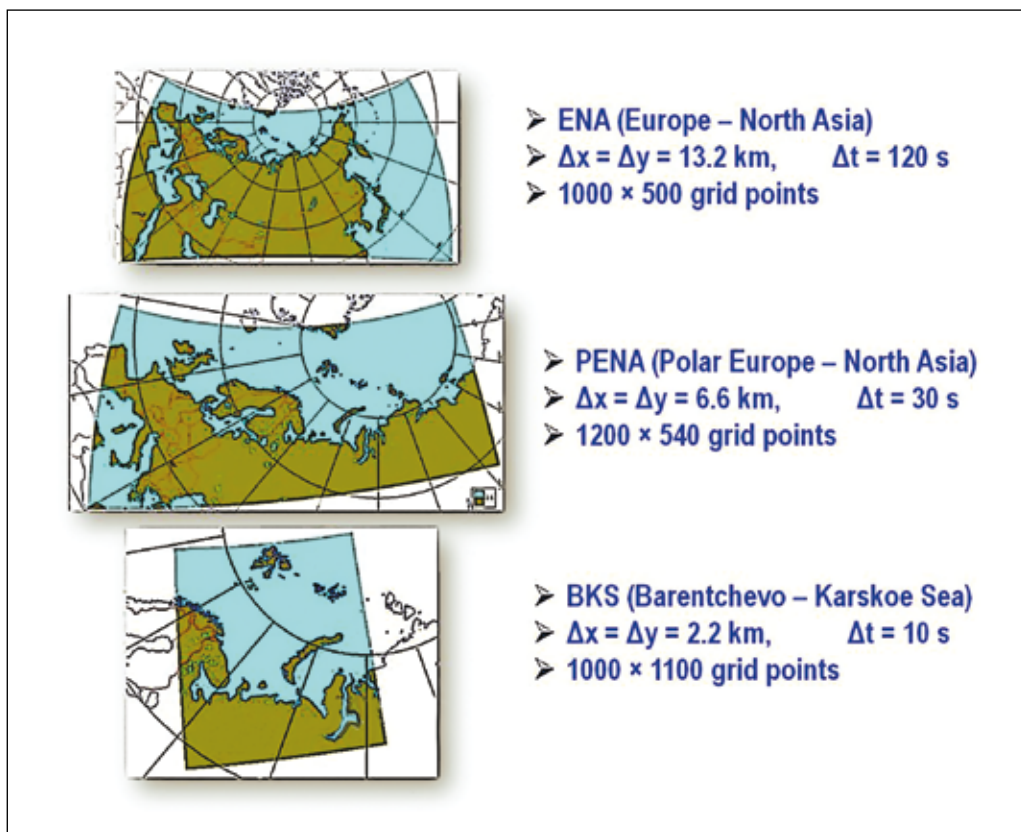 ➢ ENA (Europe – North Asia)
➢ Δx = Δy = 13.2 km, Δt = 120 s
➢ 1000 × 500 grid points
➢ PENA (Polar Europe – North Asia)
➢ Δx = Δy = 6.6 km, Δt = 30 s
➢ 1200 × 540 grid points
75°
➢ BKS (Barentchevo – Karskoe Sea)
➢ Δx = Δy = 2.2 km, Δt = 10 s
➢ 1000 × 1100 grid points